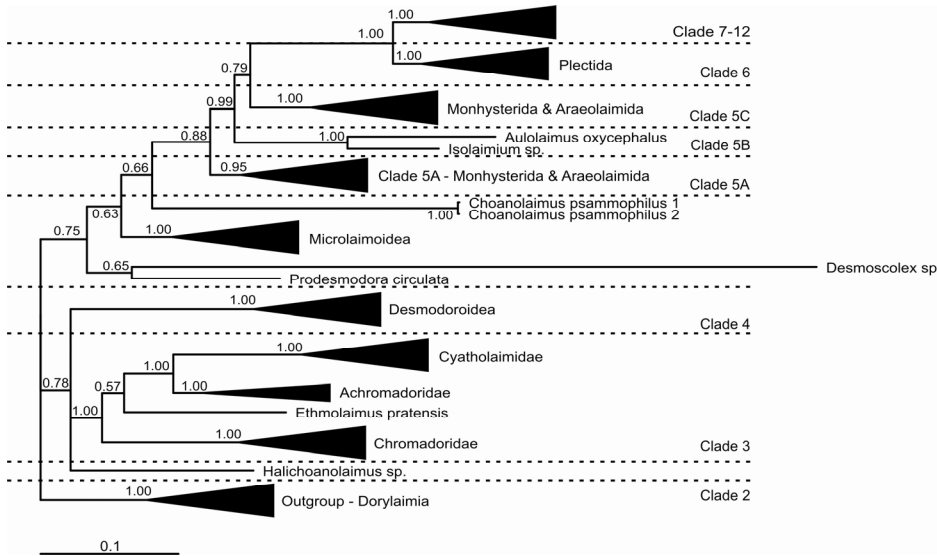 1.00
1.00
Clade 7-12
1.00
Plectida
0.79
Clade 6
1.00
Monhysterida & Araeolaimida
0.99
Clade 5C
0.88
1.00
Aulolaimus oxycephalus
Isolaimium sp.
Clade 5B
0.66
0.95
Clade 5A - Monhysterida & Araeolaimida
Clade 5A
0.63
1.00
Choanolaimus psammophilus 1
Choanolaimus psammophilus 2
0.75
1.00
Microlaimoidea
0.65
Desmoscolex sp
Prodesmodora circulata
1.00
Desmodoroidea
Clade 4
1.00
Cyatholaimidae
1.00
0.78
0.57
1.00
Achromadoridae
1.00
Ethmolaimus pratensis
1.00
Chromadoridae
Clade 3
Halichoanolaimus sp.
1.00
Outgroup - Dorylaimia
Clade 2
0.1